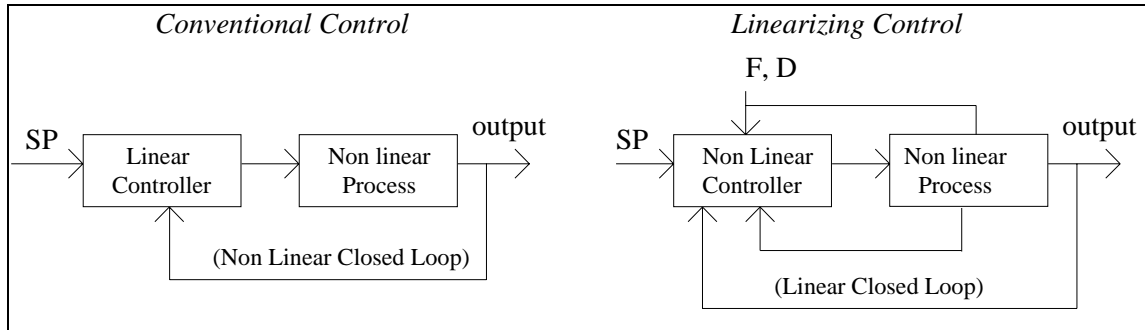 Conventional Control
SP
Linear
Controller
Non linear
Process
output
(Non Linear Closed Loop)
Linearizing Control
F, D
SP
Non Linear
Controller
Non linear
Process
output
(Linear Closed Loop)